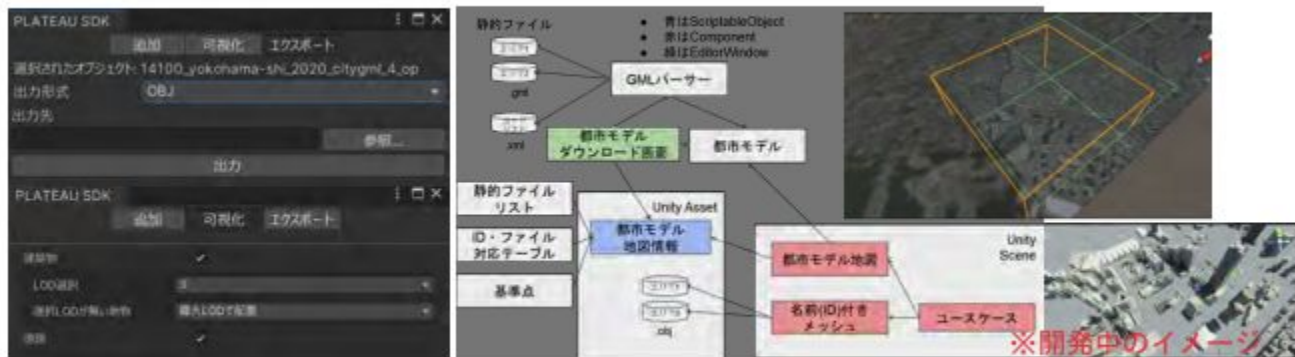 PLATEAU SDK
追加 可視化 エクスポート
選択されたオブジェクト: 14100_yokohama-shi_2020_citygml_4_op
出力形式 OBJ
出力先
参照...
出力
PLATEAU SDK
追加 可視化 エクスポート
建築物
LOD選択 3
最大LODで配置
静的ファイル
.gml
.xml
● 青はScriptableObject
● 赤はComponent
● 緑はEditorWindow
GMLパーサー
都市モデル
ダウンロード画面
都市モデル
静的ファイル
リスト
ID・ファイル
対応テーブル
基準点
Unity Asset
都市モデル
地図情報
.obj
Unity
Scene
都市モデル地図
名前(ID)付き
メッシュ
ユースケース
※開発中のイメージ